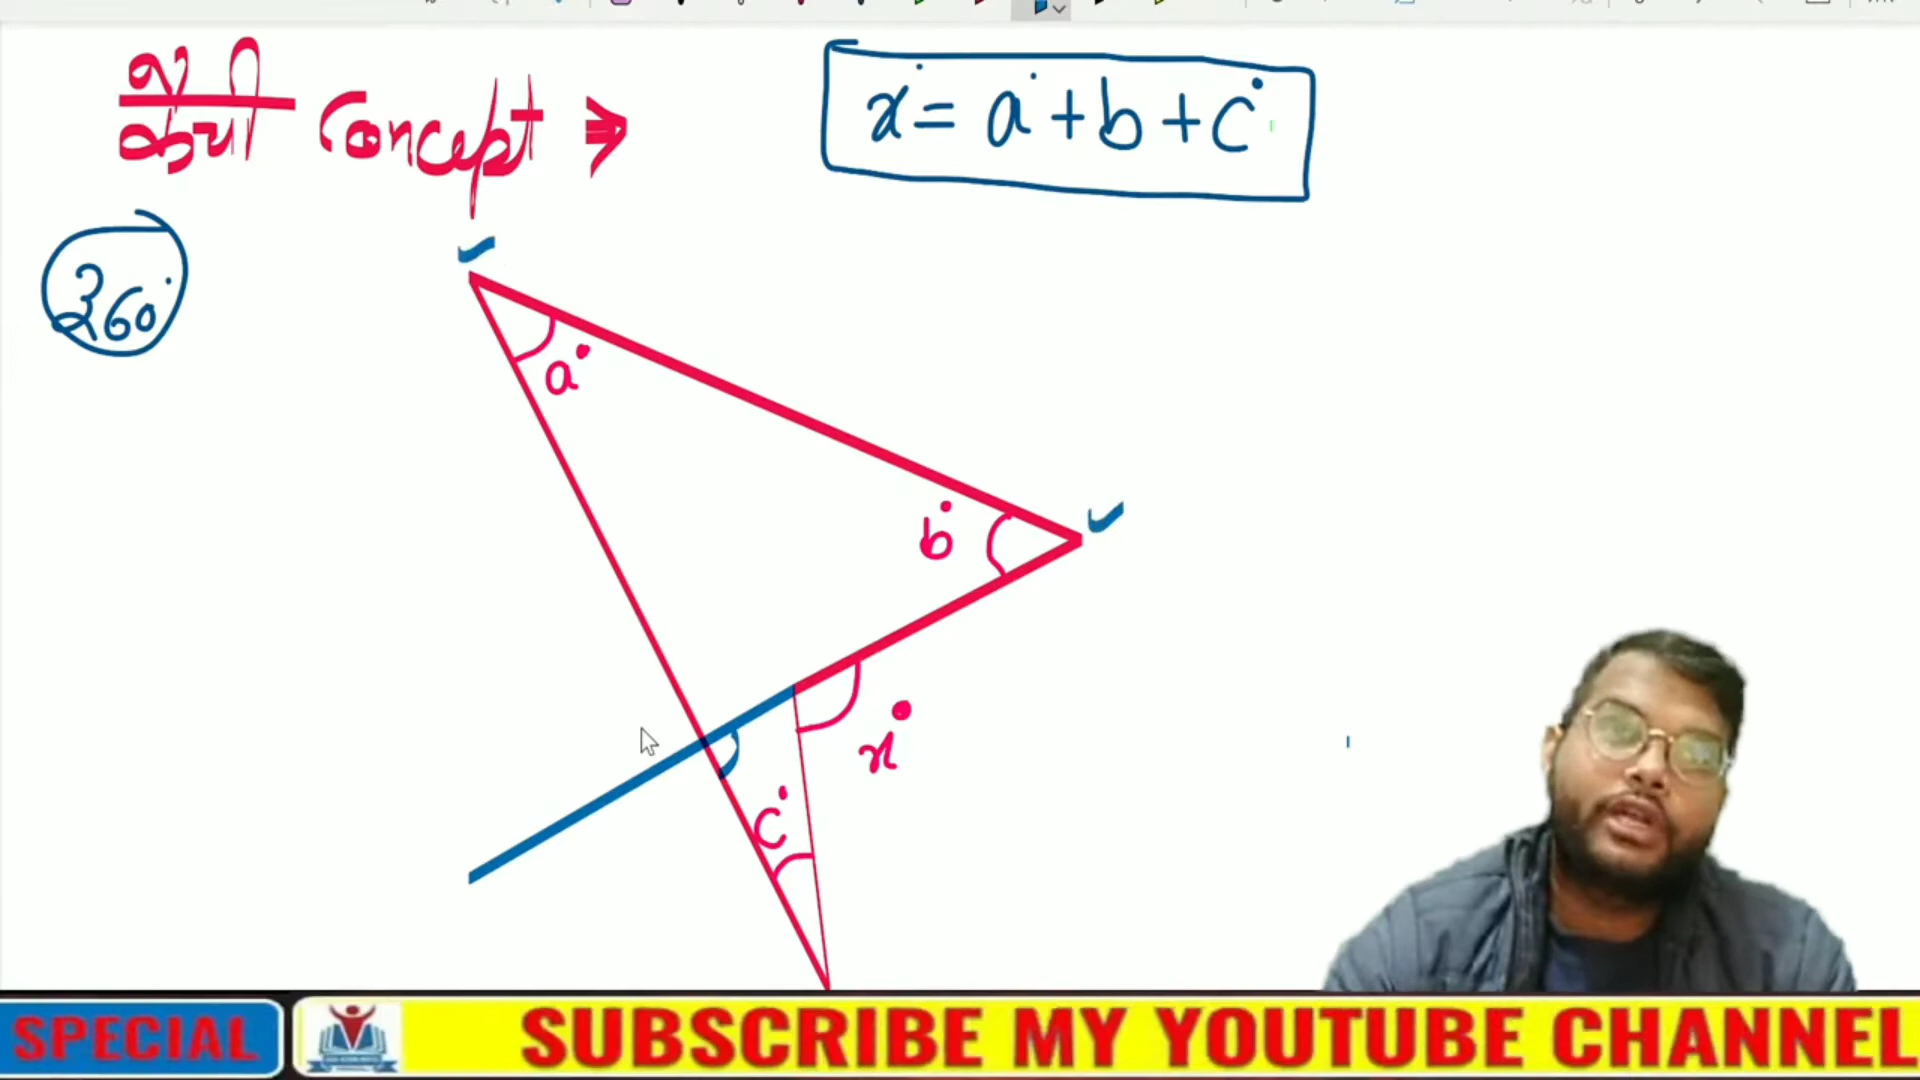 Concept ⇒
x° = a° + b + c°
360°
a°
b°
x°
c°
SPECIAL
SUBSCRIBE MY YOUTUBE CHANNEL